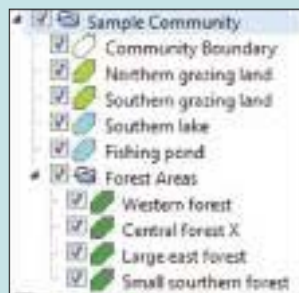 Sample Community
Community Boundary
Northern grazing land
Southern grazing land
Southern lake
Fishing pond
Forest Areas
Western forest
Central forest X
Large east forest
Small sourthern forest